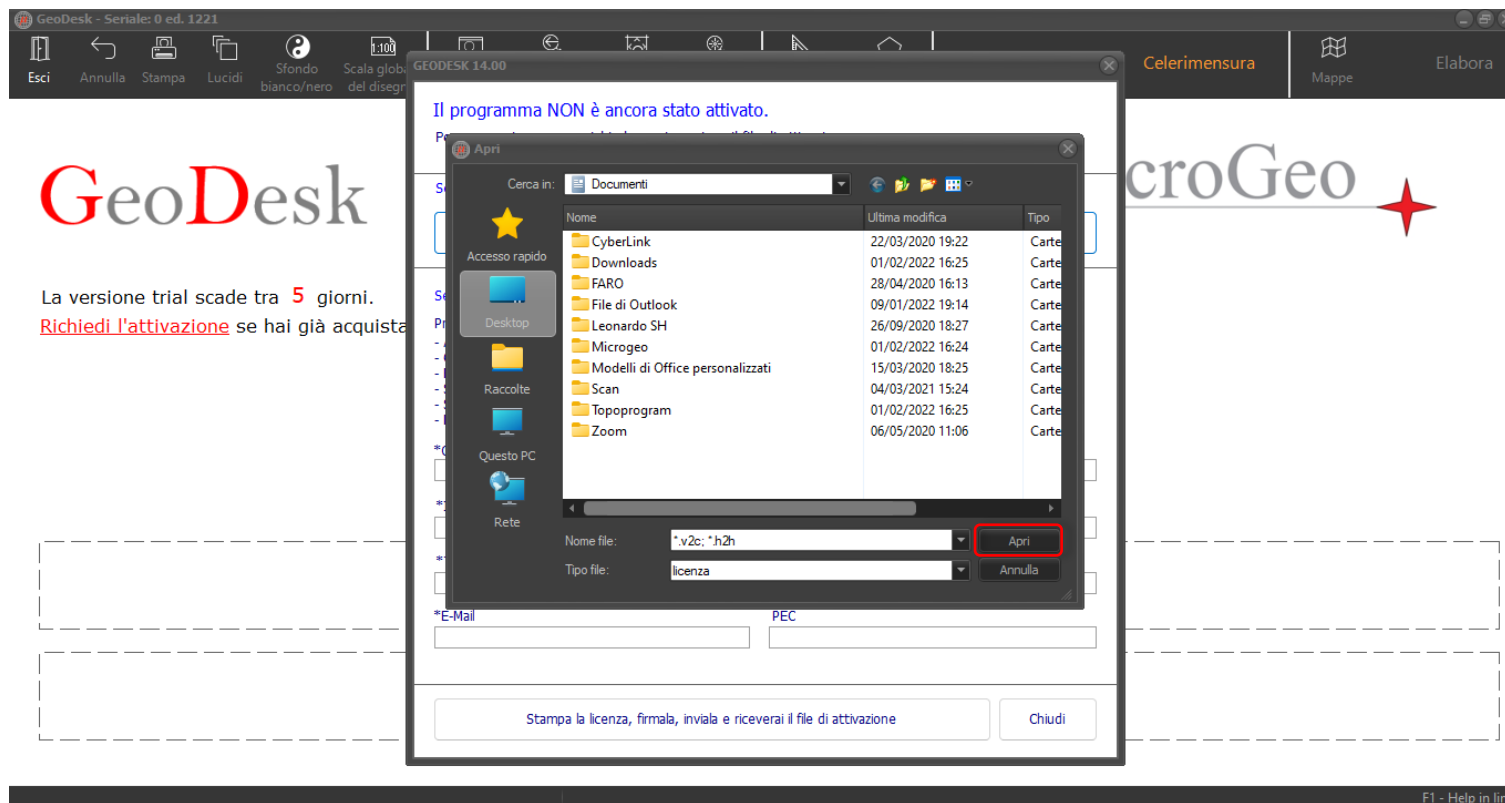 GeoDesk - Seriale: 0 ed. 1221
Esci
Annulla
Stampa
Lucidi
Sfondo
bianco/nero
1:100
Scala globa
del disegn
Celerimensura
Mappe
Elabora
GEODESK 14.00
Il programma NON è ancora stato attivato.
GeoDesk
croGeo
La versione trial scade tra 5 giorni.
Richiedi l'attivazione se hai già acquista
Apri
Cerca in:
Documenti
Nome
Ultima modifica
Tipo
CyberLink 22/03/2020 19:22 Carte
Downloads 01/02/2022 16:25 Carte
FARO 28/04/2020 16:13 Carte
File di Outlook 09/01/2022 19:14 Carte
Leonardo SH 26/09/2020 18:27 Carte
Microgeo 01/02/2022 16:24 Carte
Modelli di Office personalizzati 15/03/2020 18:25 Carte
Scan 04/03/2021 15:24 Carte
Topoprogram 01/02/2022 16:25 Carte
Zoom 06/05/2020 11:06 Carte
Accesso rapido
Desktop
Raccolte
Questo PC
Rete
Nome file:
*.v2c; *.h2h
Apri
Tipo file:
licenza
Annulla
*E-Mail
PEC
Stampa la licenza, firmala, inviala e riceverai il file di attivazione
Chiudi
F1 - Help in lin